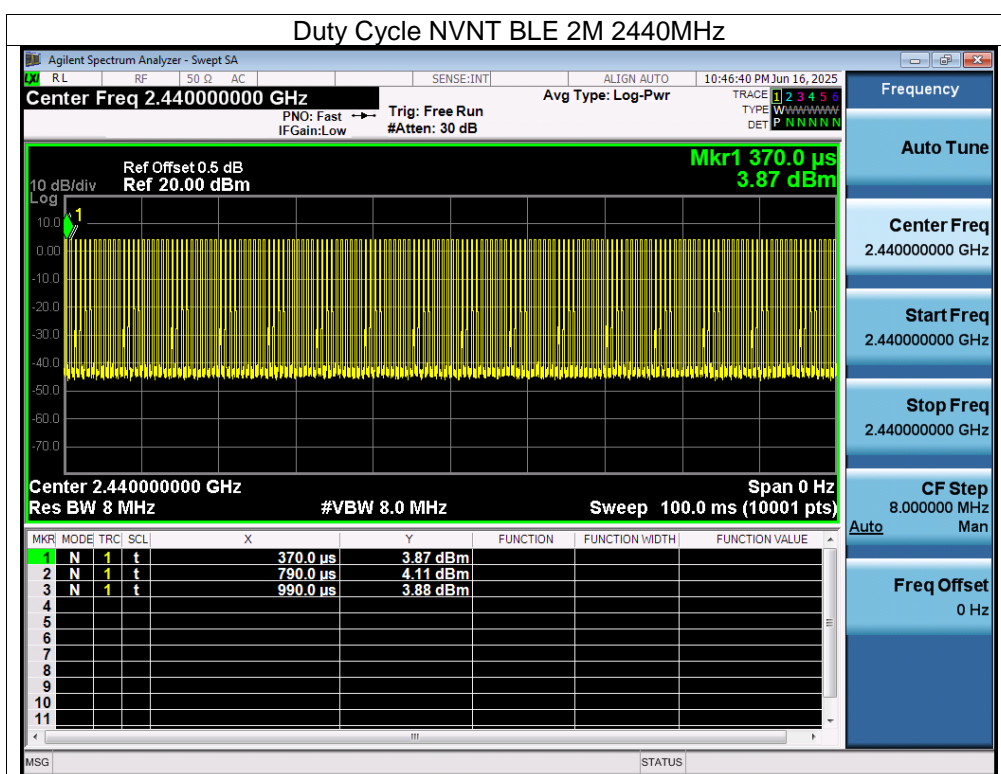 Duty Cycle NVNT BLE 2M 2440MHz
Agilent Spectrum Analyzer - Swept SA
LXI RL RF 50 Ω AC SENSE:INT ALIGN AUTO 10:46:40 PM Jun 16, 2025
Center Freq 2.440000000 GHz
PNO: Fast
IFGain:Low
Trig: Free Run
#Atten: 30 dB
Avg Type: Log-Pwr
TRACE 1 2 3 4 5 6
TYPE WWWWWW
DET P N N N N N
Ref Offset 0.5 dB
10 dB/div Ref 20.00 dBm
Log
Mkr1 370.0 µs
3.87 dBm
1
10.0
0.00
-10.0
-20.0
-30.0
-40.0
-50.0
-60.0
-70.0
Center 2.440000000 GHz Span 0 Hz
Res BW 8 MHz #VBW 8.0 MHz Sweep 100.0 ms (10001 pts)
MKR MODE TRC SCL X Y FUNCTION FUNCTION WIDTH FUNCTION VALUE
1 N 1 t 370.0 µs 3.87 dBm
2 N 1 t 790.0 µs 4.11 dBm
3 N 1 t 990.0 µs 3.88 dBm
4
5
6
7
8
9
10
11
MSG STATUS
Frequency
Auto Tune
Center Freq
2.440000000 GHz
Start Freq
2.440000000 GHz
Stop Freq
2.440000000 GHz
CF Step
8.000000 MHz
Auto Man
Freq Offset
0 Hz